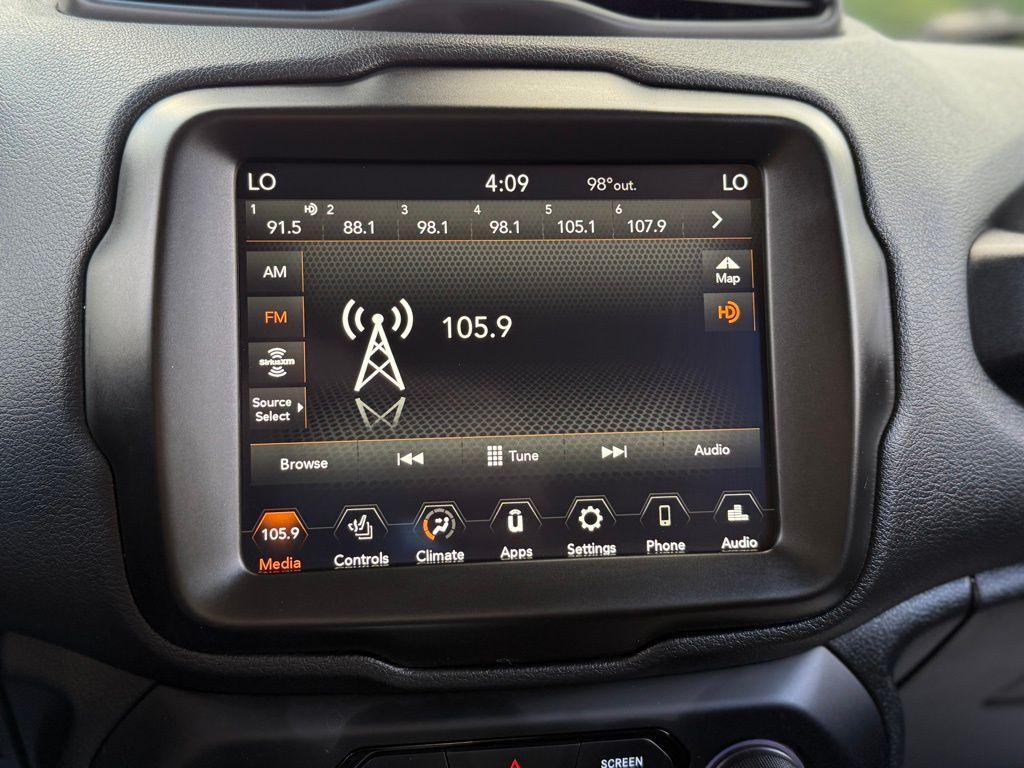 LO 4:09 98°out. LO
1 2 3 4 5 6
91.5 88.1 98.1 98.1 105.1 107.9
AM
Map
FM
HD
105.9
SiriusXM
Source
Select
Browse Tune Audio
105.9
Media Controls Climate Apps Settings Phone Audio
SCREEN